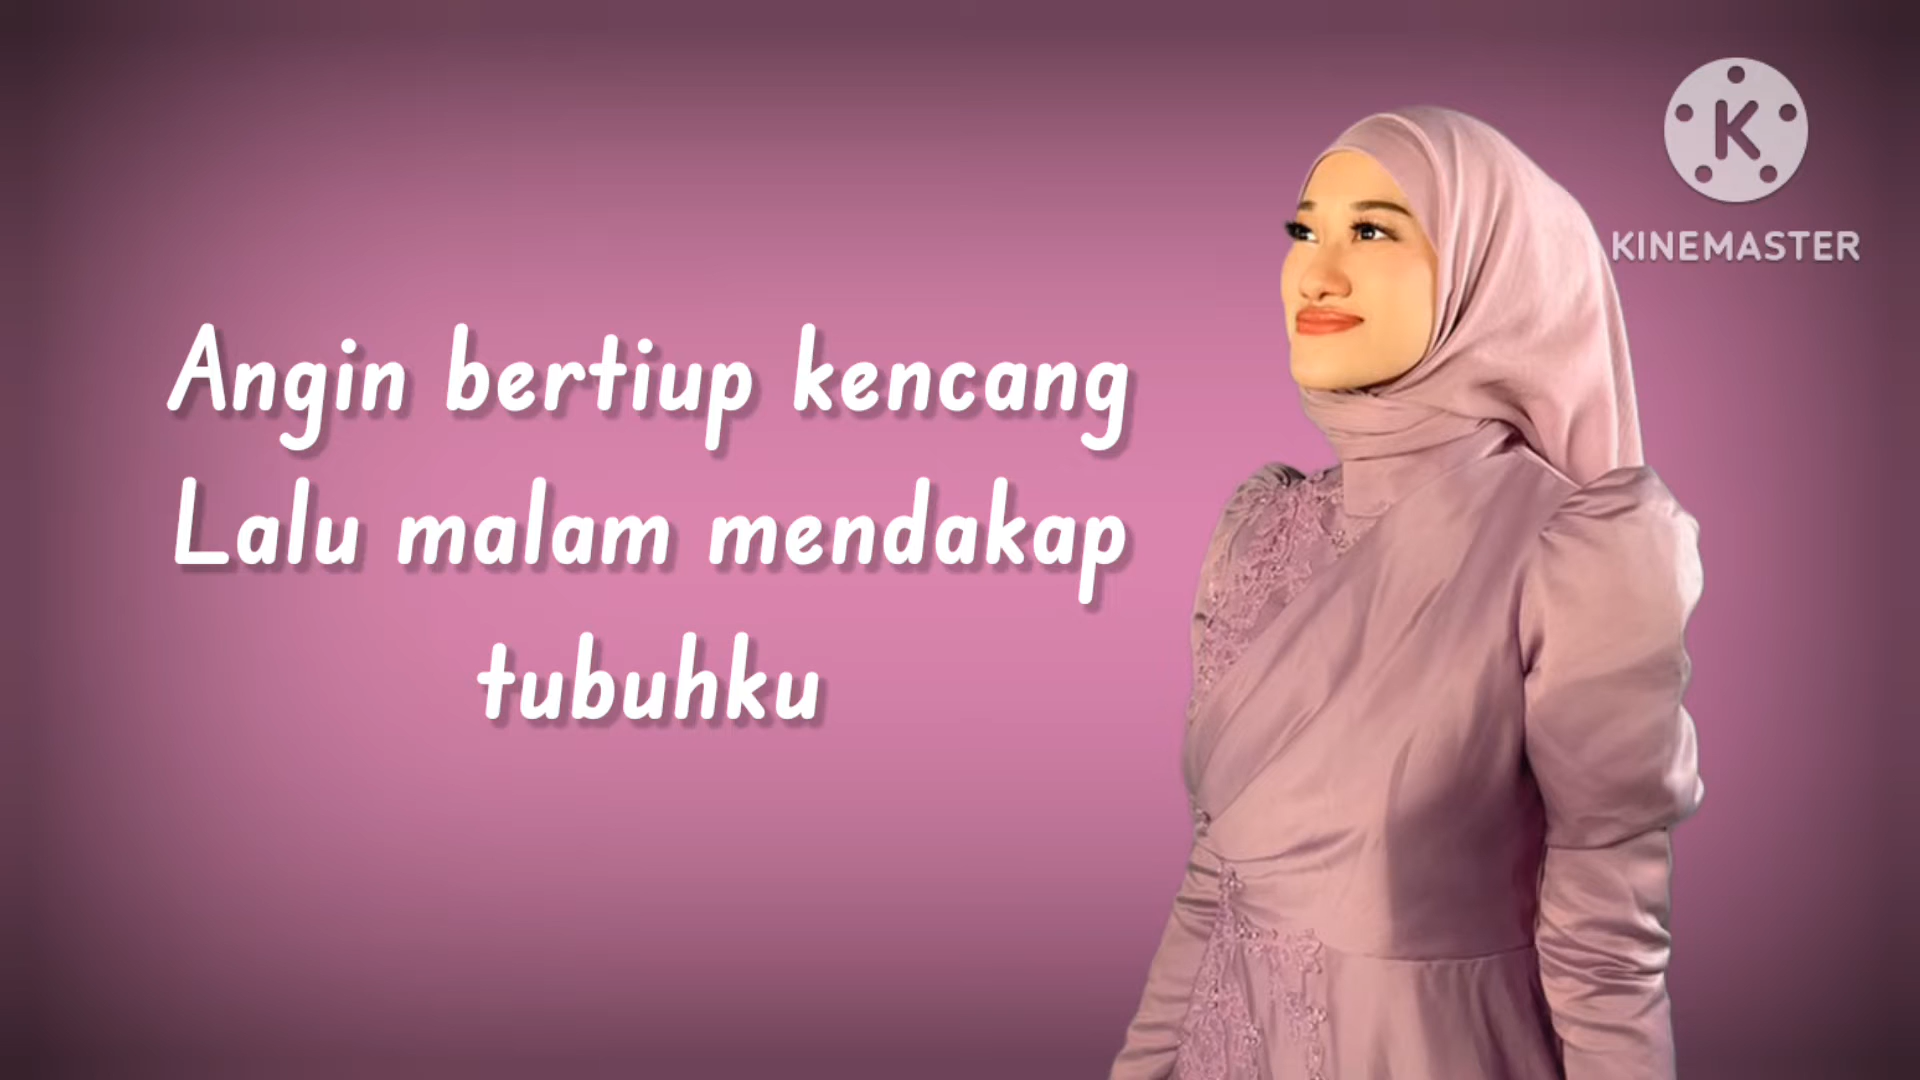 Angin bertiup kencang
Lalu malam mendakap
tubuhku
K
KINEMASTER